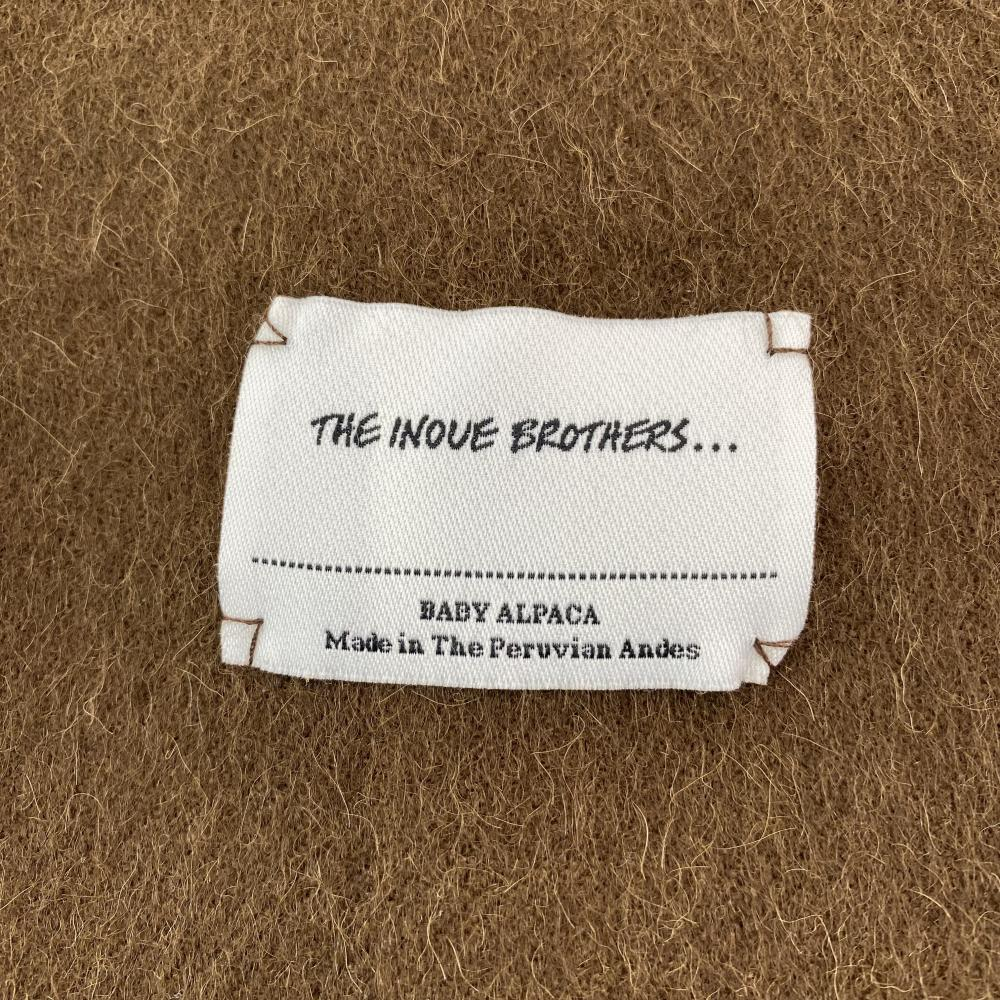 THE INOUE BROTHERS...
BABY ALPACA
Made in The Peruvian Andes